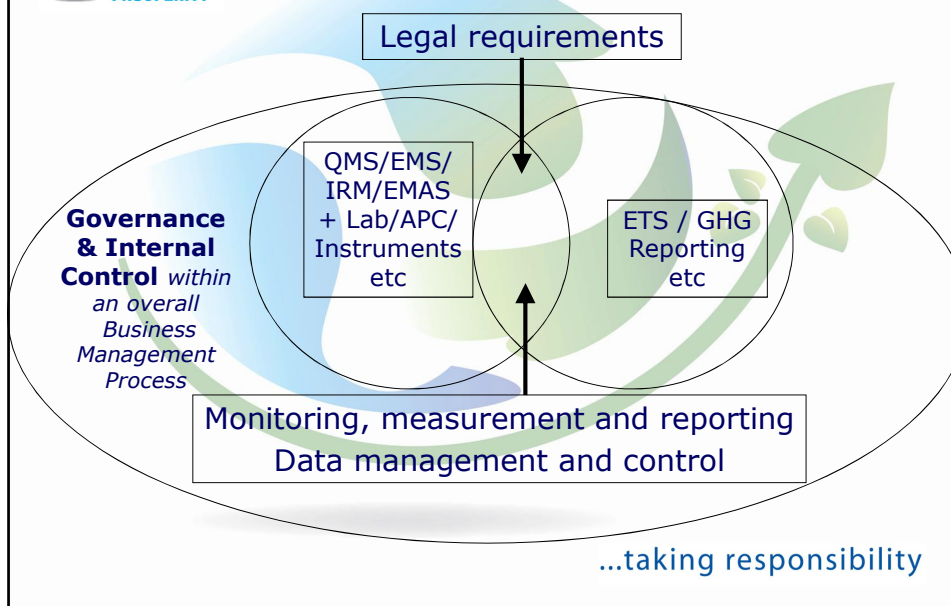 Legal requirements
QMS/EMS/
IRM/EMAS
+ Lab/APC/
Instruments
etc
ETS / GHG
Reporting
etc
Governance
& Internal
Control within
an overall
Business
Management
Process
Monitoring, measurement and reporting
Data management and control
...taking responsibility